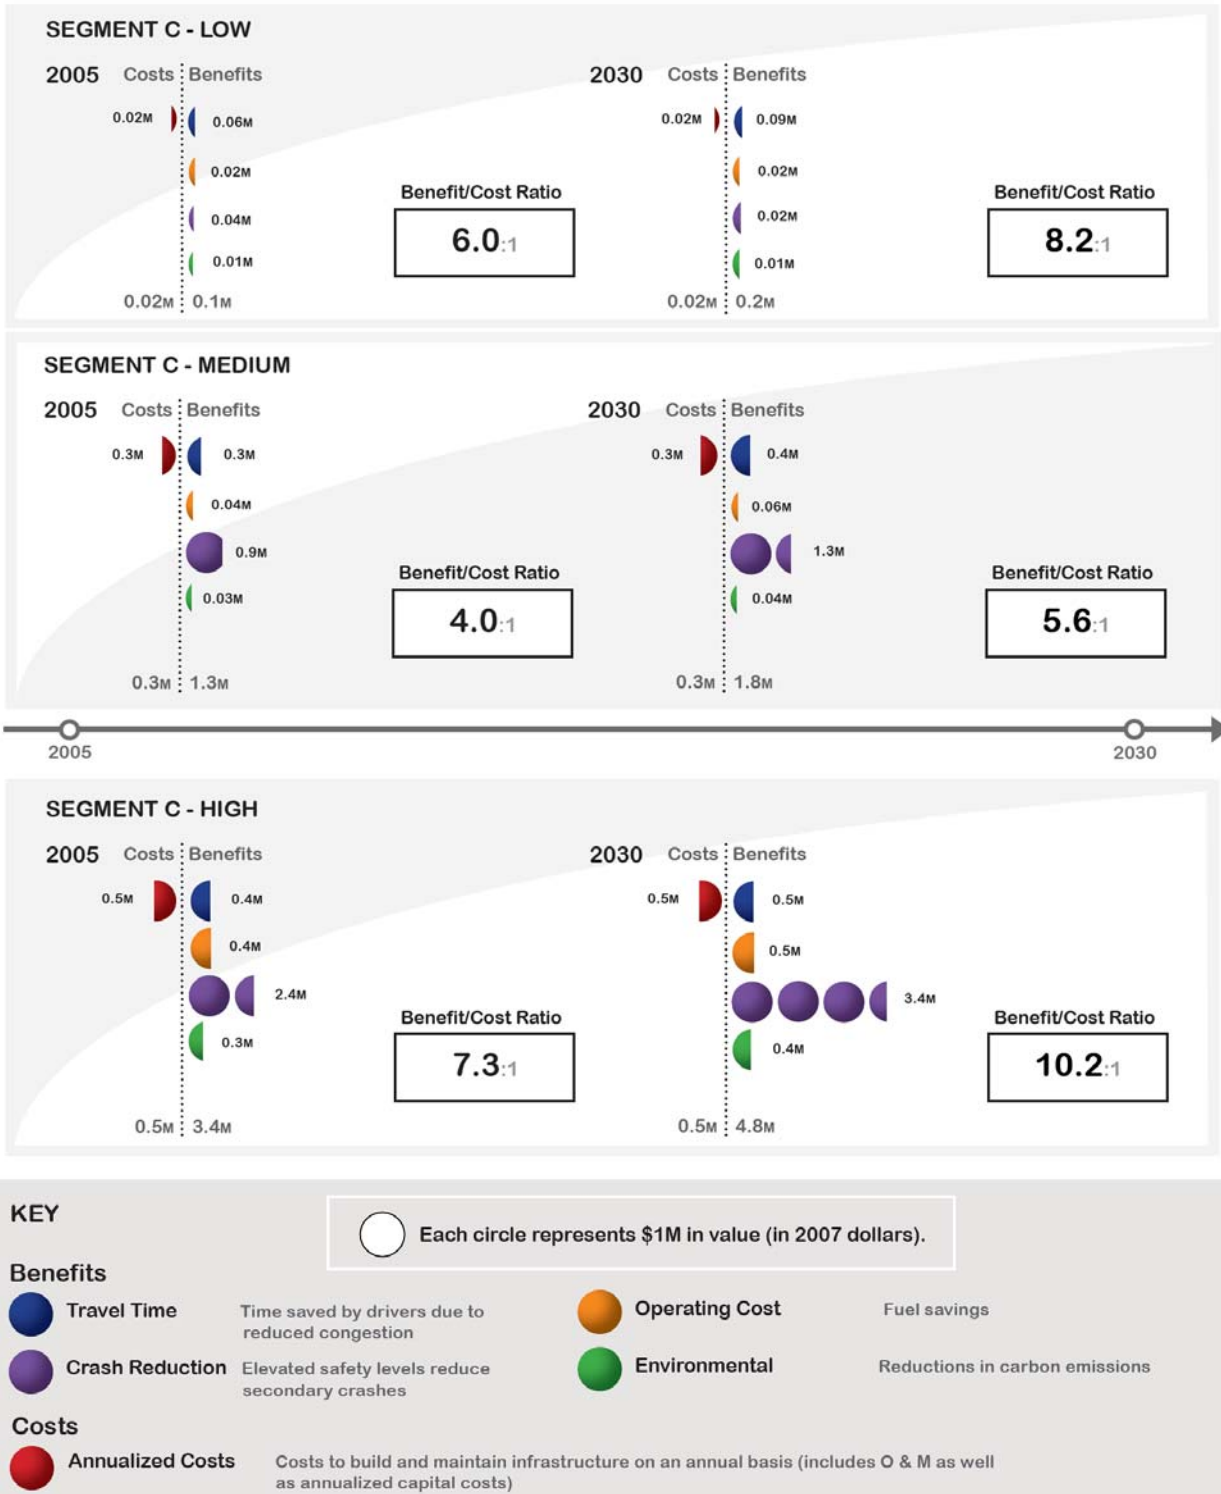 SEGMENT C - LOW
2005 Costs Benefits
0.02M 0.06M
0.02M
0.04M
0.01M
0.02M 0.1M
Benefit/Cost Ratio
6.0:1
2030 Costs Benefits
0.02M 0.09M
0.02M
0.02M
0.01M
0.02M 0.2M
Benefit/Cost Ratio
8.2:1
SEGMENT C - MEDIUM
2005 Costs Benefits
0.3M 0.3M
0.04M
0.9M
0.03M
0.3M 1.3M
Benefit/Cost Ratio
4.0:1
2030 Costs Benefits
0.3M 0.4M
0.06M
1.3M
0.04M
0.3M 1.8M
Benefit/Cost Ratio
5.6:1
2005 2030
SEGMENT C - HIGH
2005 Costs Benefits
0.5M 0.4M
0.4M
2.4M
0.3M
0.5M 3.4M
Benefit/Cost Ratio
7.3:1
2030 Costs Benefits
0.5M 0.5M
0.5M
3.4M
0.4M
0.5M 4.8M
Benefit/Cost Ratio
10.2:1
KEY
Each circle represents $1M in value (in 2007 dollars).
Benefits
Travel Time Time saved by drivers due to
reduced congestion
Operating Cost Fuel savings
Crash Reduction Elevated safety levels reduce
secondary crashes
Environmental Reductions in carbon emissions
Costs
Annualized Costs Costs to build and maintain infrastructure on an annual basis (includes O & M as well
as annualized capital costs)